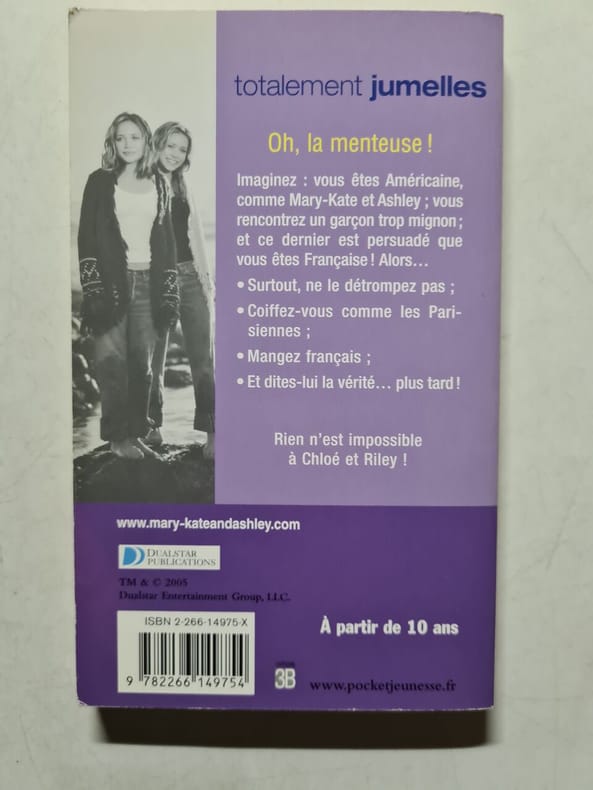 totalement jumelles
Oh, la menteuse !
Imaginez : vous êtes Américaine,
comme Mary-Kate et Ashley ; vous
rencontrez un garçon trop mignon ;
et ce dernier est persuadé que
vous êtes Française ! Alors…
• Surtout, ne le détrompez pas ;
• Coiffez-vous comme les Pari-
siennes ;
• Mangez français ;
• Et dites-lui la vérité… plus tard !
Rien n'est impossible
à Chloé et Riley !
www.mary-kateandashley.com
DUALSTAR
PUBLICATIONS
TM & © 2005
Dualstar Entertainment Group, LLC.
ISBN 2-266-14975-X
9 782266 149754
À partir de 10 ans
3B
www.pocketjeunesse.fr